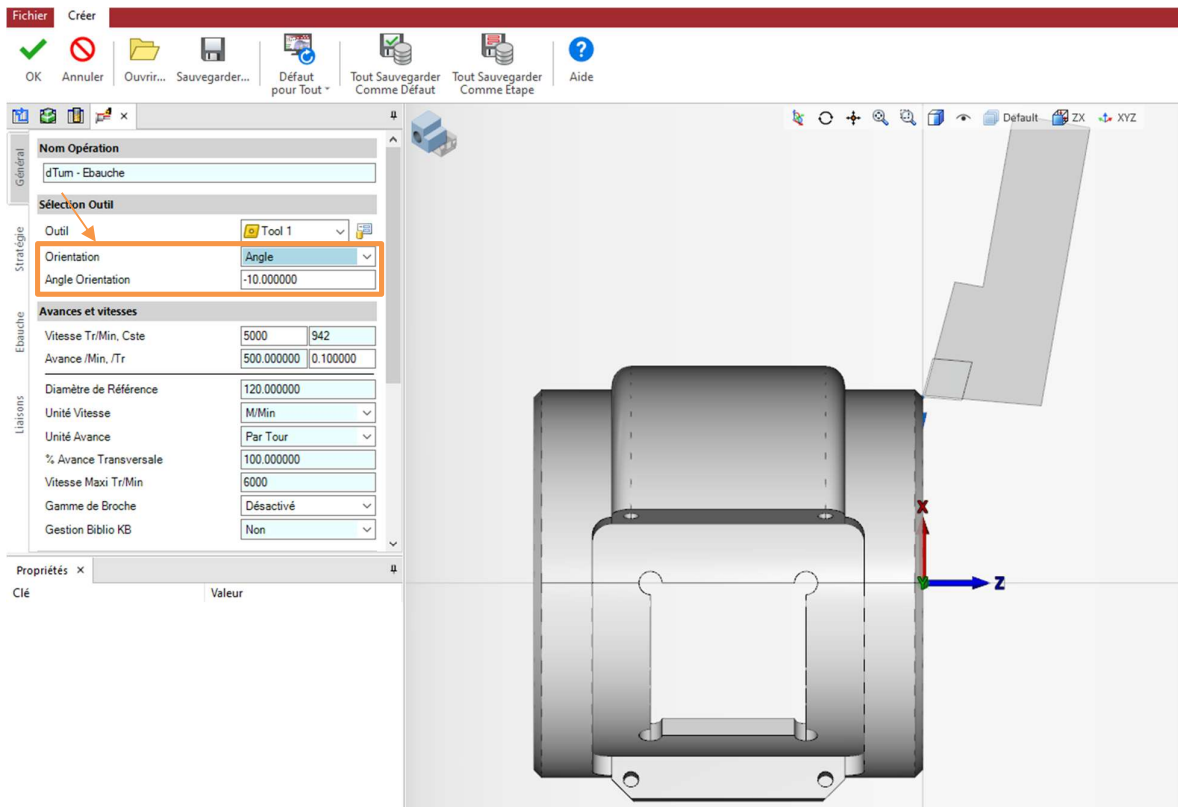 Fichier Créer
OK Annuler Ouvrir... Sauvegarder... Défaut pour Tout Tout Sauvegarder Comme Défaut Tout Sauvegarder Comme Etape Aide
Default ZX XYZ
Général
Stratégie
Ebauche
Liaisons
Nom Opération
dTurn - Ebauche
Sélection Outil
Outil Tool 1
Orientation Angle
Angle Orientation -10.000000
Avances et vitesses
Vitesse Tr/Min, Cste 5000 942
Avance /Min, /Tr 500.000000 0.100000
Diamètre de Référence 120.000000
Unité Vitesse M/Min
Unité Avance Par Tour
% Avance Transversale 100.000000
Vitesse Maxi Tr/Min 6000
Gamme de Broche Désactivé
Gestion Biblio KB Non
Propriétés
Clé Valeur
X
Y Z